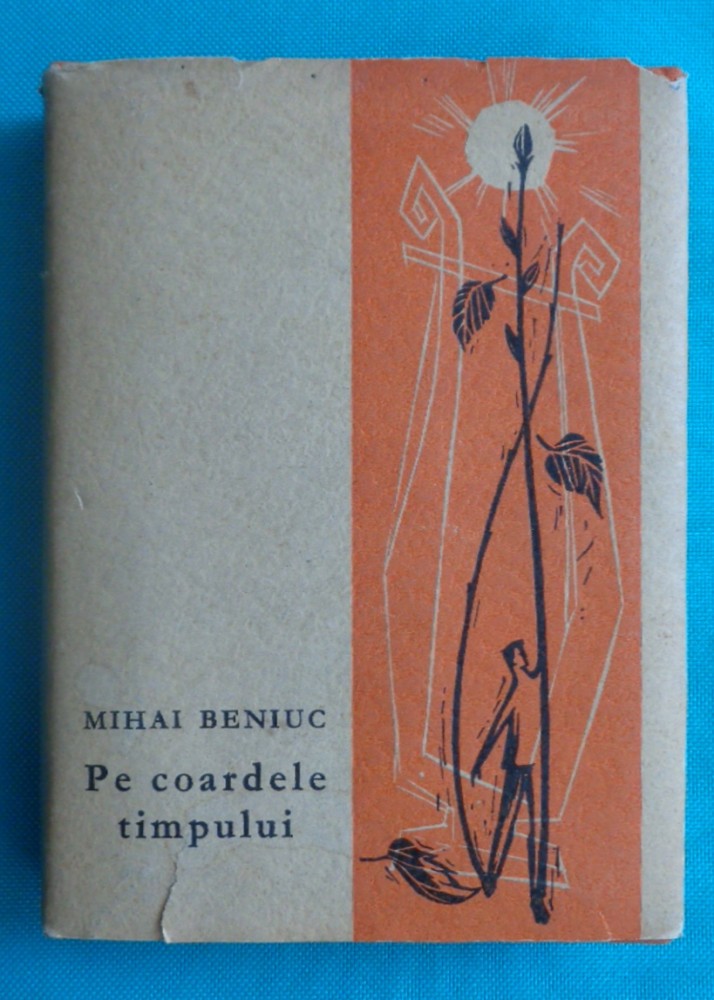 MIHAI BENIUC
Pe coardele
timpului